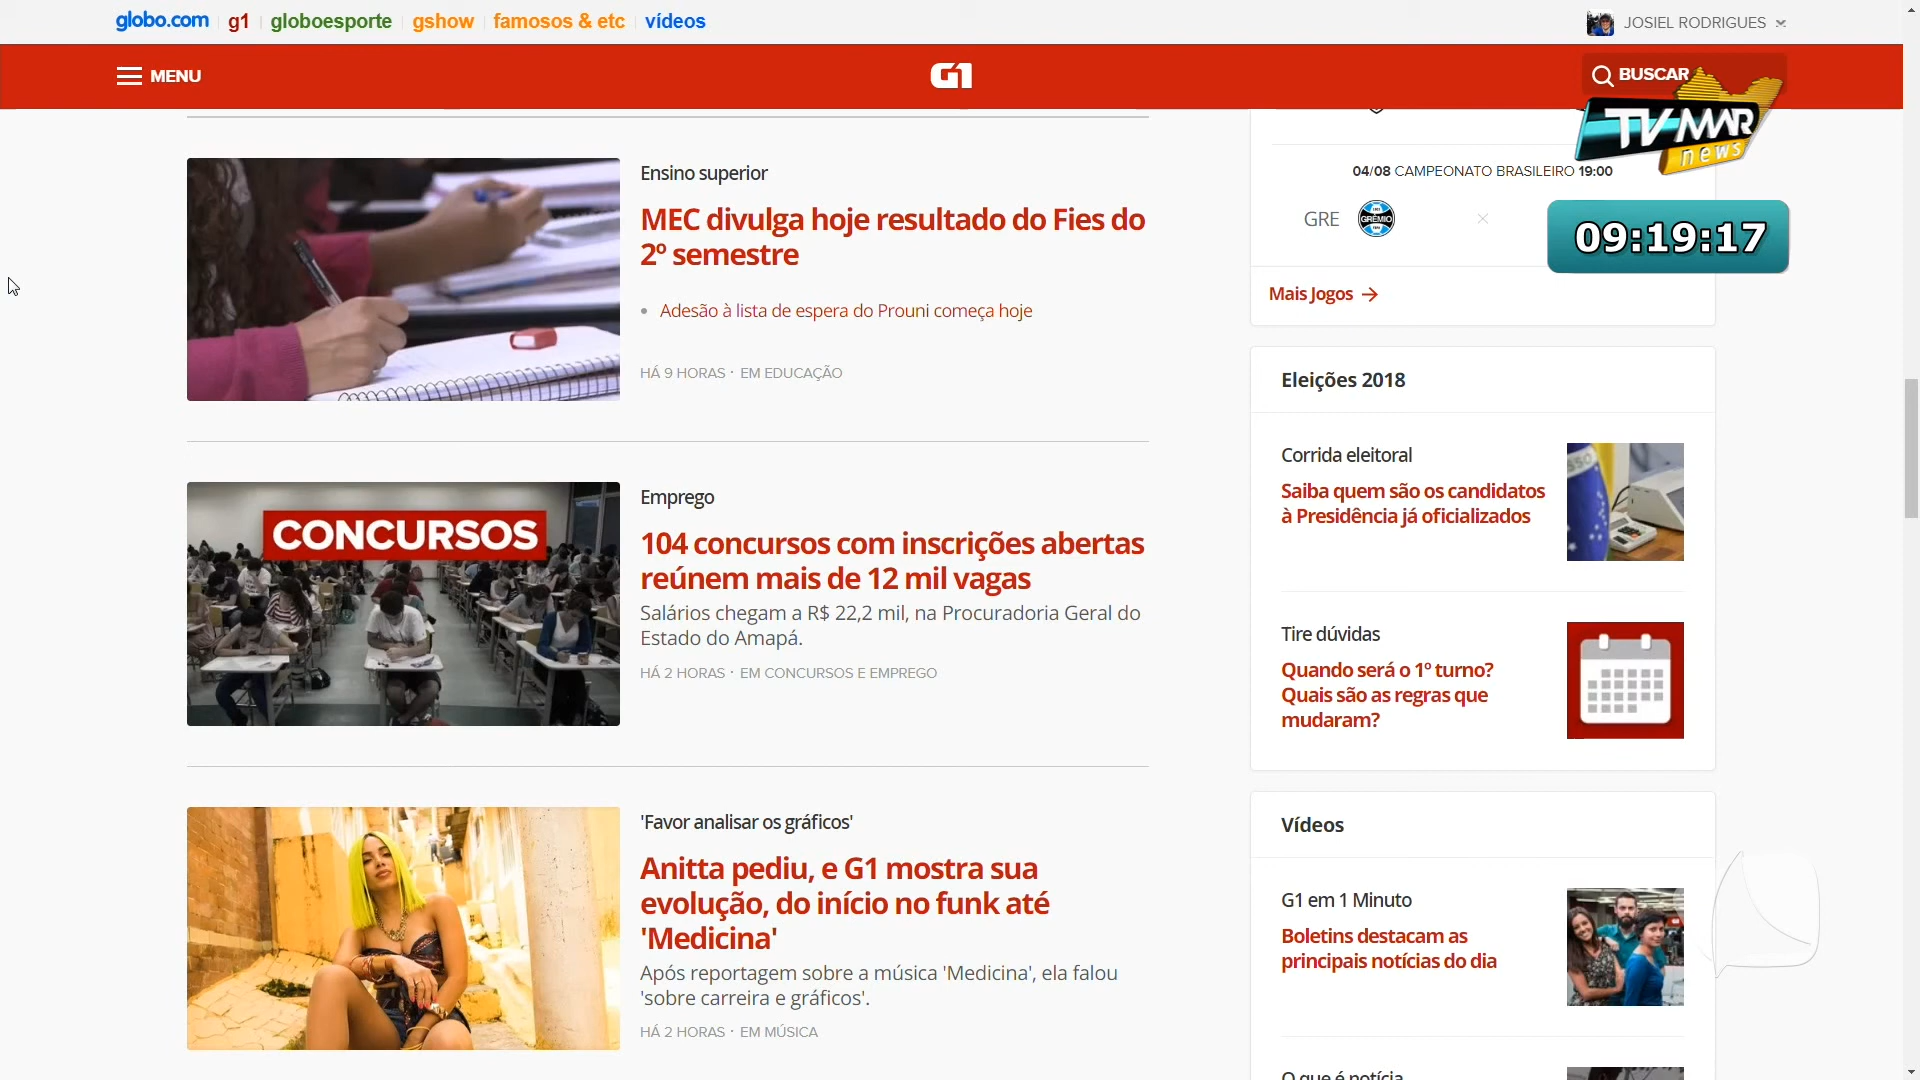 globo.com g1 globoesporte gshow famosos & etc vídeos
JOSIEL RODRIGUES
MENU
G1
BUSCAR
TV MAR
news
09:19:17
Ensino superior
MEC divulga hoje resultado do Fies do
2º semestre
Adesão à lista de espera do Prouni começa hoje
HÁ 9 HORAS · EM EDUCAÇÃO
CONCURSOS
Emprego
104 concursos com inscrições abertas
reúnem mais de 12 mil vagas
Salários chegam a R$ 22,2 mil, na Procuradoria Geral do
Estado do Amapá.
HÁ 2 HORAS · EM CONCURSOS E EMPREGO
'Favor analisar os gráficos'
Anitta pediu, e G1 mostra sua
evolução, do início no funk até
'Medicina'
Após reportagem sobre a música 'Medicina', ela falou
'sobre carreira e gráficos'.
HÁ 2 HORAS · EM MÚSICA
04/08 CAMPEONATO BRASILEIRO 19:00
GRE
GRÊMIO
Mais Jogos
Eleições 2018
Corrida eleitoral
Saiba quem são os candidatos
à Presidência já oficializados
Tire dúvidas
Quando será o 1º turno?
Quais são as regras que
mudaram?
Vídeos
G1 em 1 Minuto
Boletins destacam as
principais notícias do dia
O que é notícia